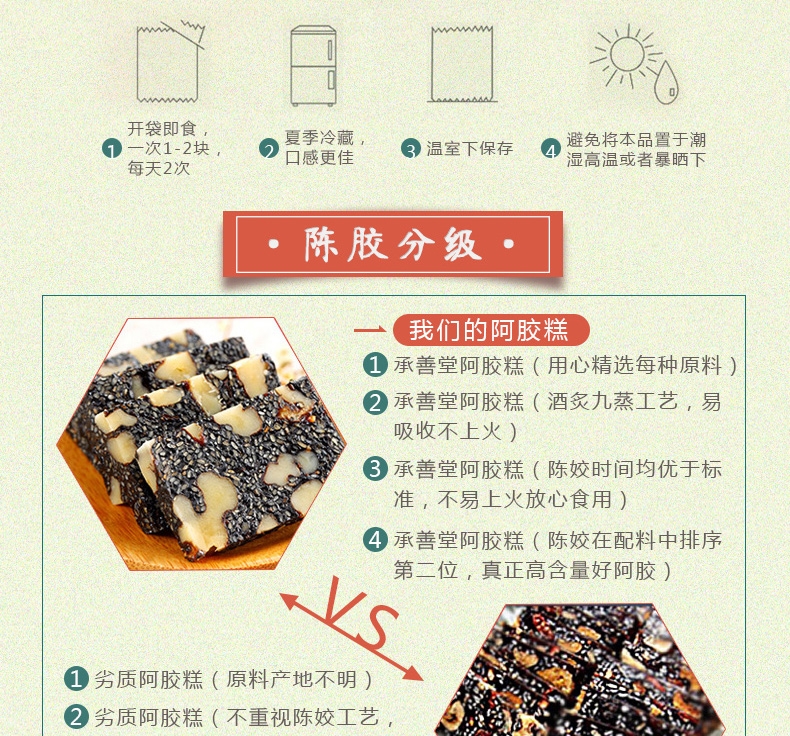 1 开袋即食，
一次1-2块，
每天2次
2 夏季冷藏，
口感更佳
3 温室下保存
4 避免将本品置于潮
湿高温或者暴晒下
· 陈胶分级 ·
我们的阿胶糕
1 承善堂阿胶糕（用心精选每种原料）
2 承善堂阿胶糕（酒炙九蒸工艺，易
吸收不上火）
3 承善堂阿胶糕（陈姣时间均优于标
准，不易上火放心食用）
4 承善堂阿胶糕（陈姣在配料中排序
第二位，真正高含量好阿胶）
VS
1 劣质阿胶糕（原料产地不明）
2 劣质阿胶糕（不重视陈姣工艺，